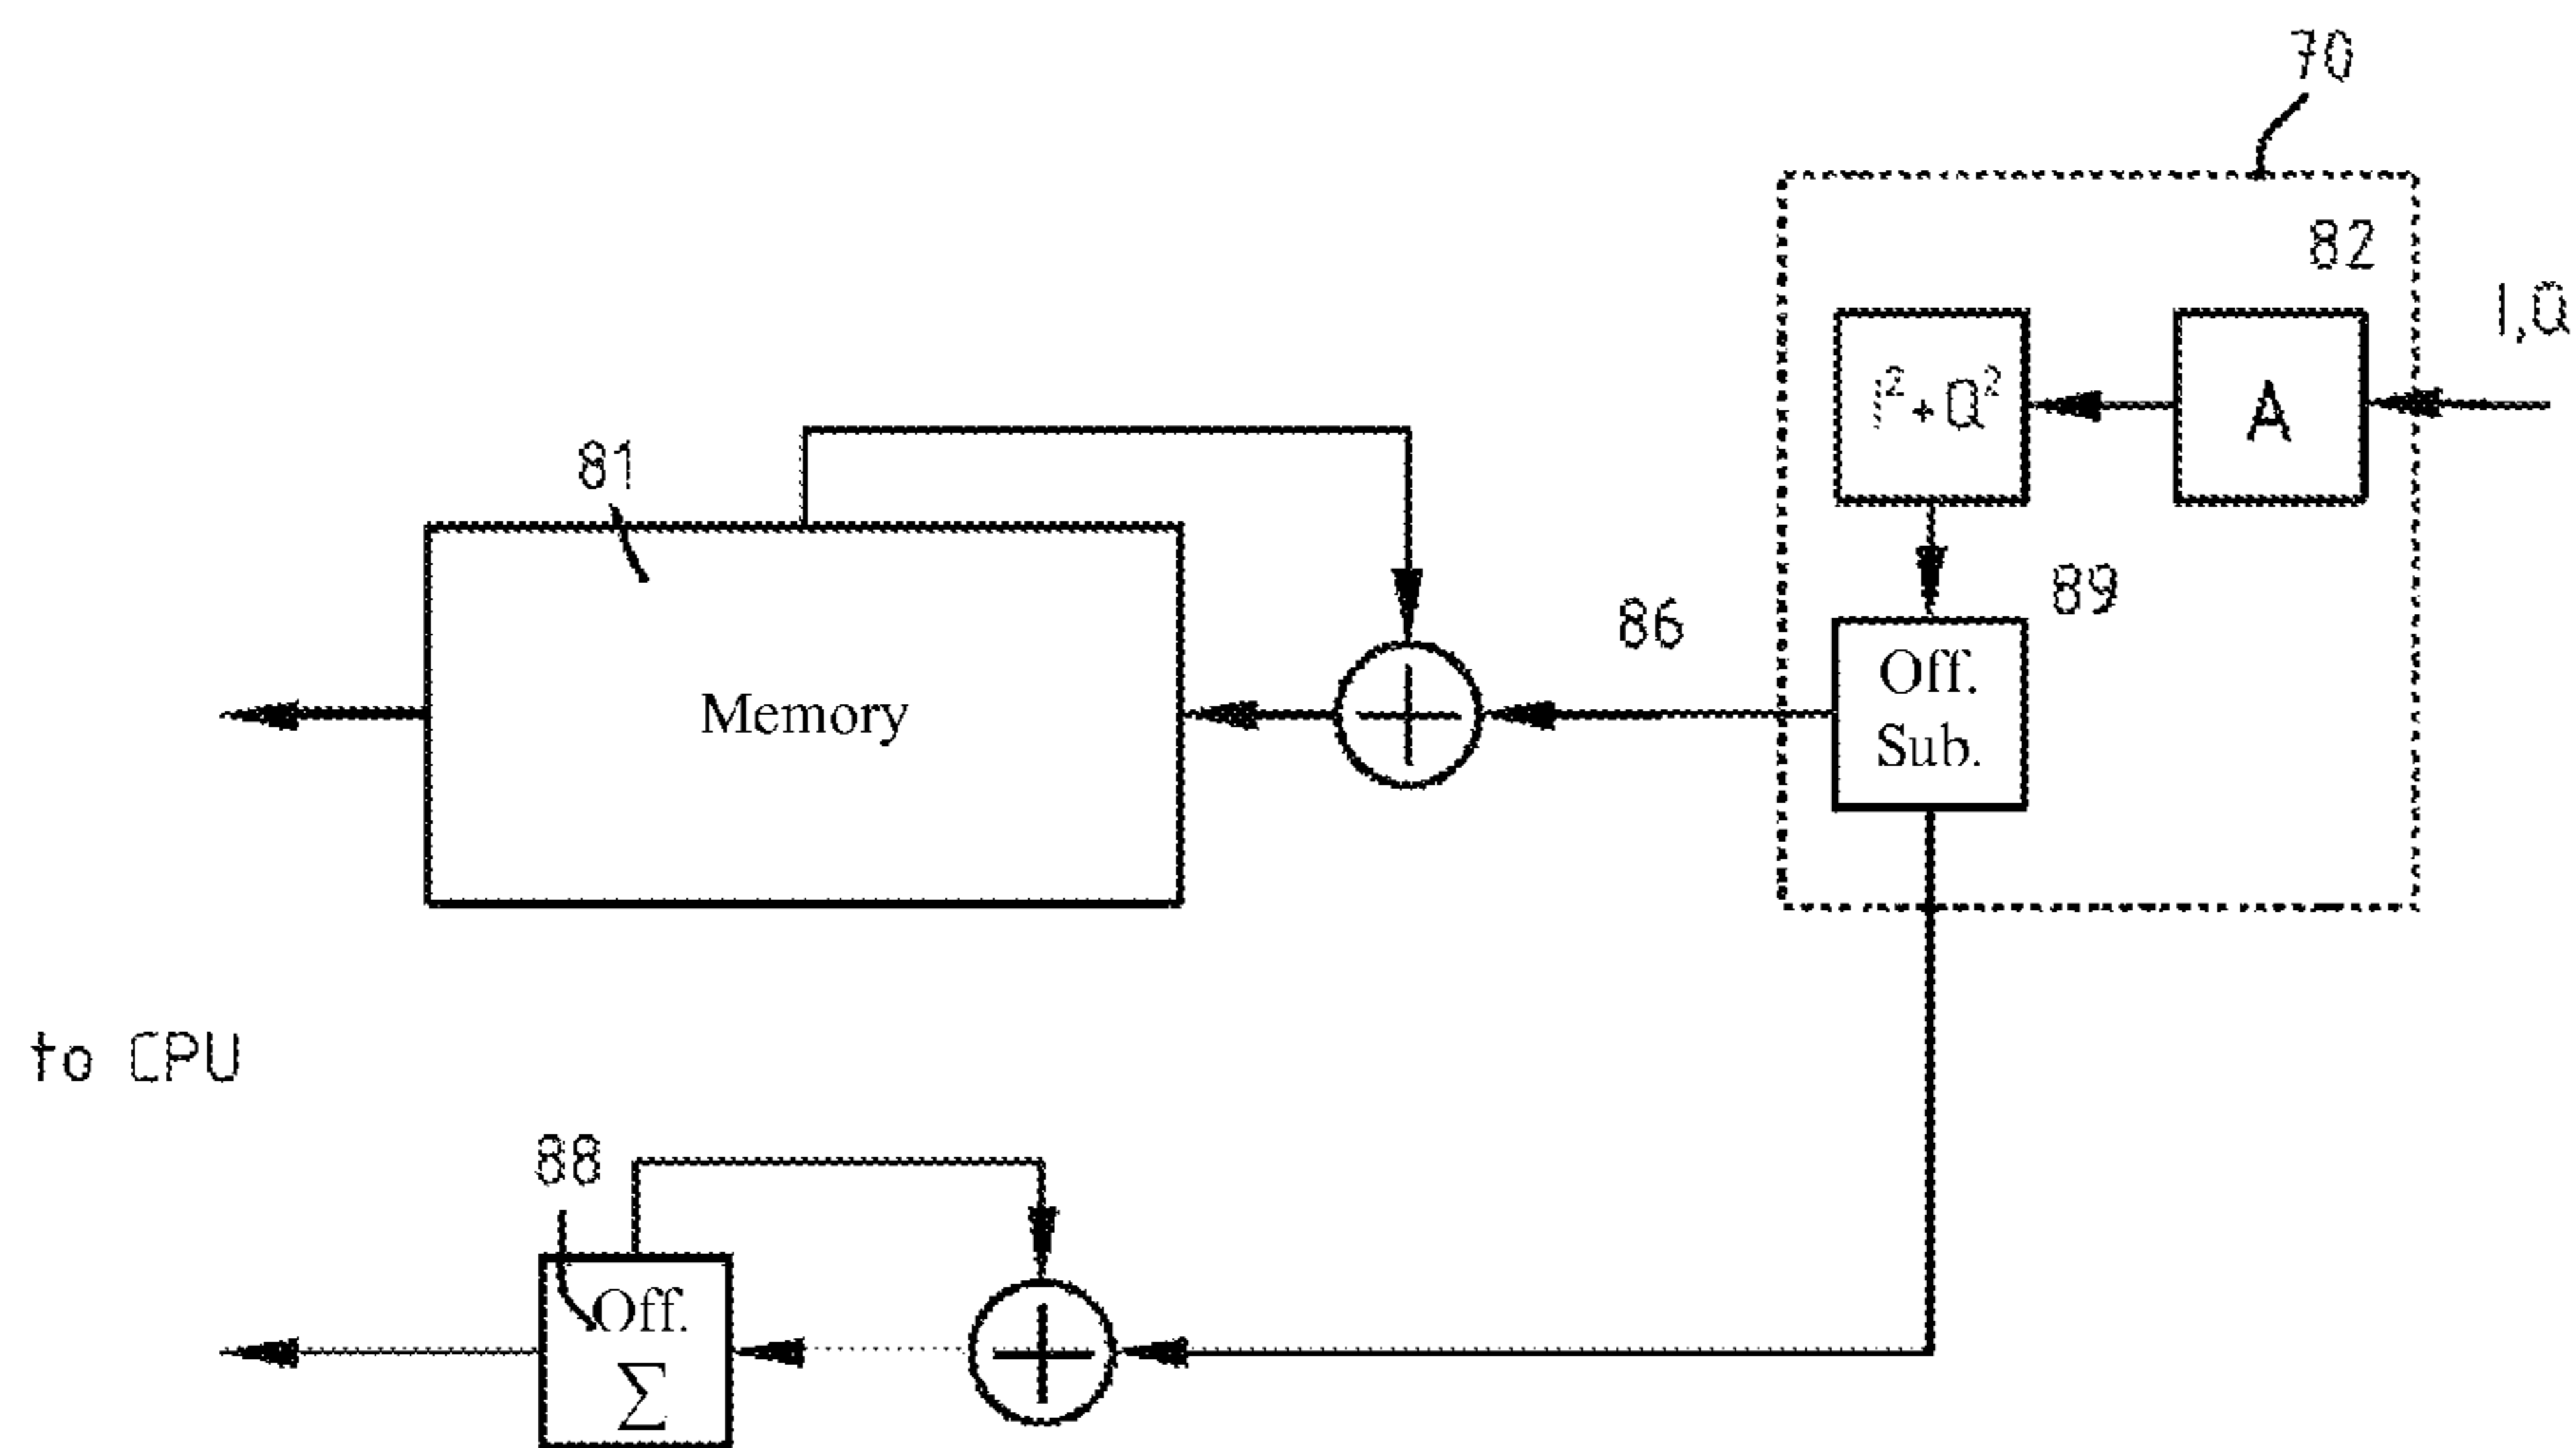 70
82
I,Q
I²+Q²
A
81
86
89
Off.
Sub.
Memory
to CPU
88
Off.
Σ